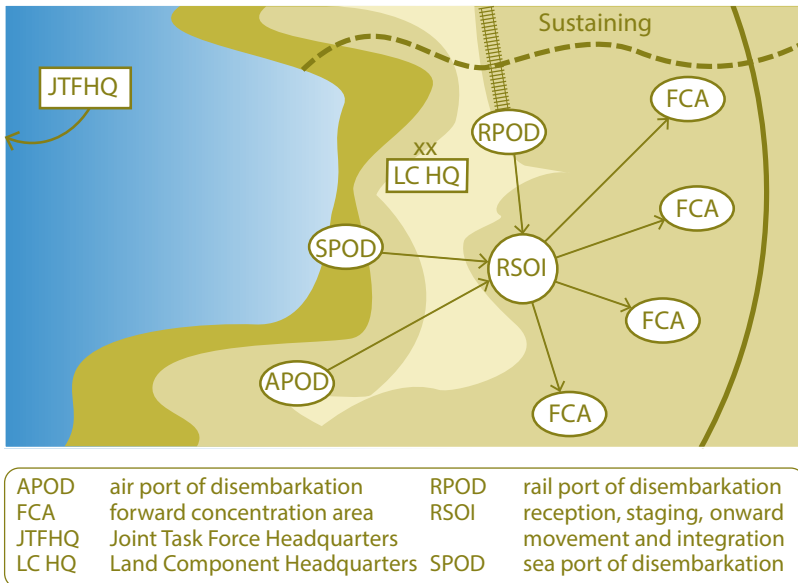 Sustaining
JTFHQ
FCA
RPOD
xx
LC HQ
FCA
SPOD
RSOI
FCA
APOD
FCA
APOD air port of disembarkation
FCA forward concentration area
JTFHQ Joint Task Force Headquarters
LC HQ Land Component Headquarters
RPOD rail port of disembarkation
RSOI reception, staging, onward
movement and integration
SPOD sea port of disembarkation